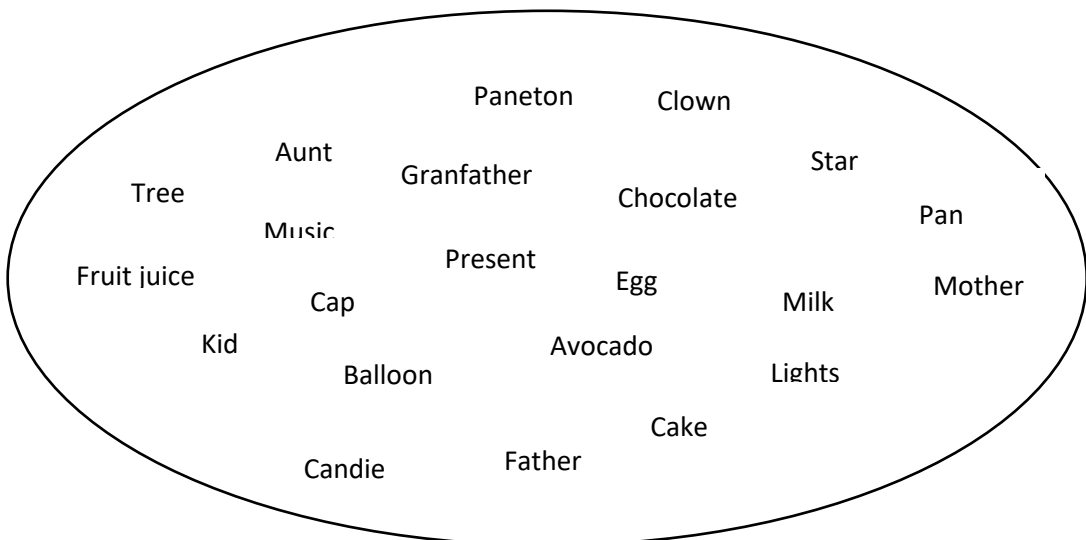 Paneton
Clown
Aunt
Star
Granfather
Tree
Chocolate
Pan
Music
Present
Fruit juice
Egg
Mother
Cap
Milk
Kid
Avocado
Balloon
Lights
Cake
Father
Candie